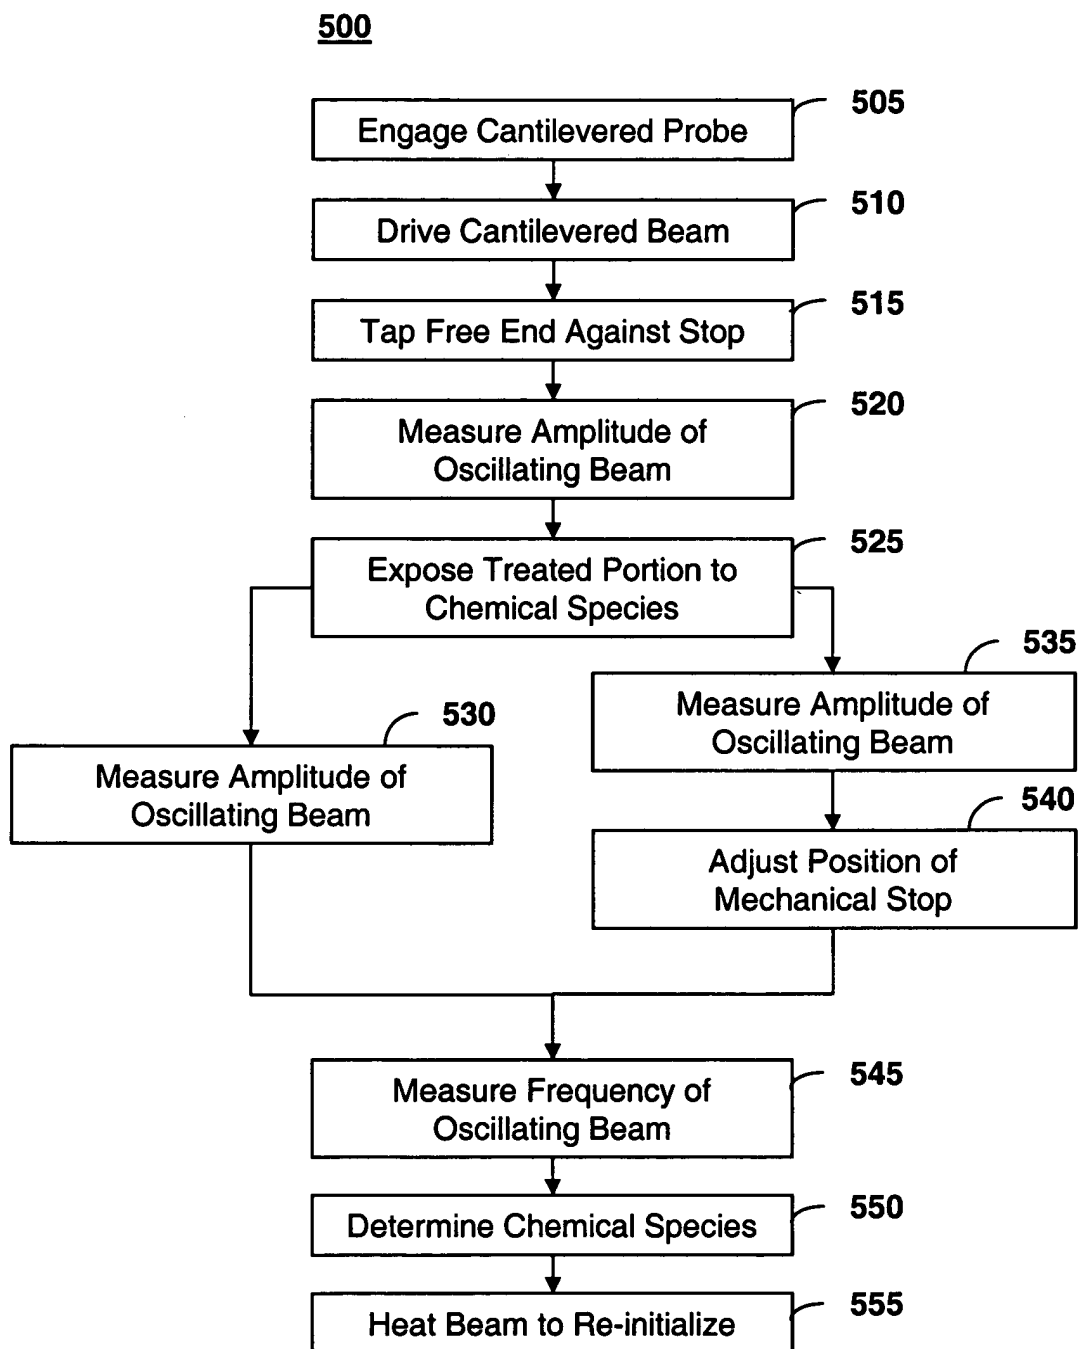 500
505
Engage Cantilevered Probe
510
Drive Cantilevered Beam
515
Tap Free End Against Stop
520
Measure Amplitude of
Oscillating Beam
525
Expose Treated Portion to
Chemical Species
535
Measure Amplitude of
Oscillating Beam
530
Measure Amplitude of
Oscillating Beam
540
Adjust Position of
Mechanical Stop
545
Measure Frequency of
Oscillating Beam
550
Determine Chemical Species
555
Heat Beam to Re-initialize